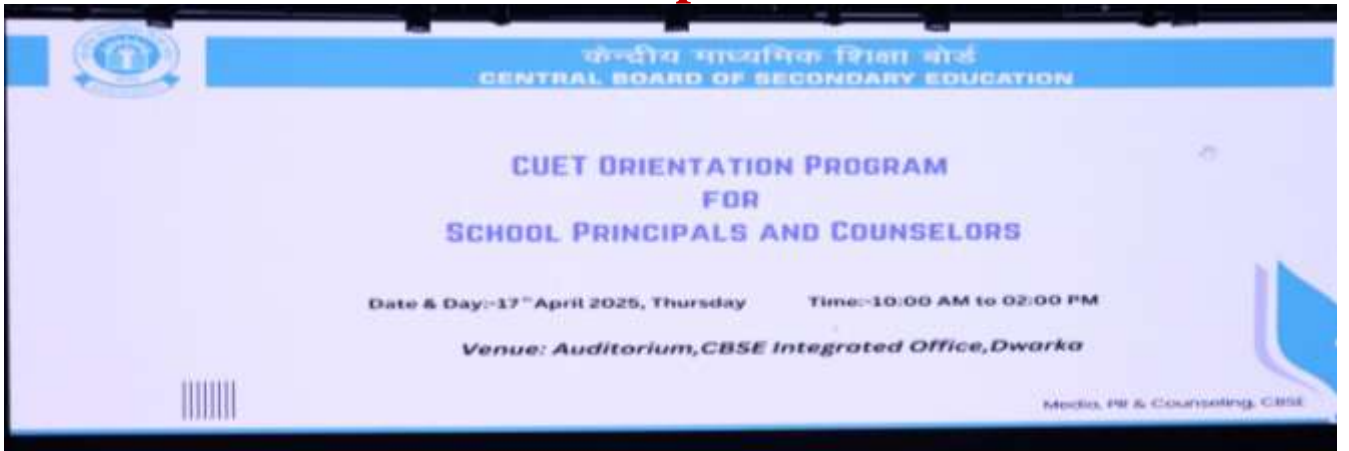 केन्द्रीय माध्यमिक शिक्षा बोर्ड
CENTRAL BOARD OF SECONDARY EDUCATION
CUET ORIENTATION PROGRAM
FOR
SCHOOL PRINCIPALS AND COUNSELORS
Date & Day:-17th April 2025, Thursday Time:-10:00 AM to 02:00 PM
Venue: Auditorium,CBSE Integrated Office,Dwarka
Media, PR & Counseling, CBSE